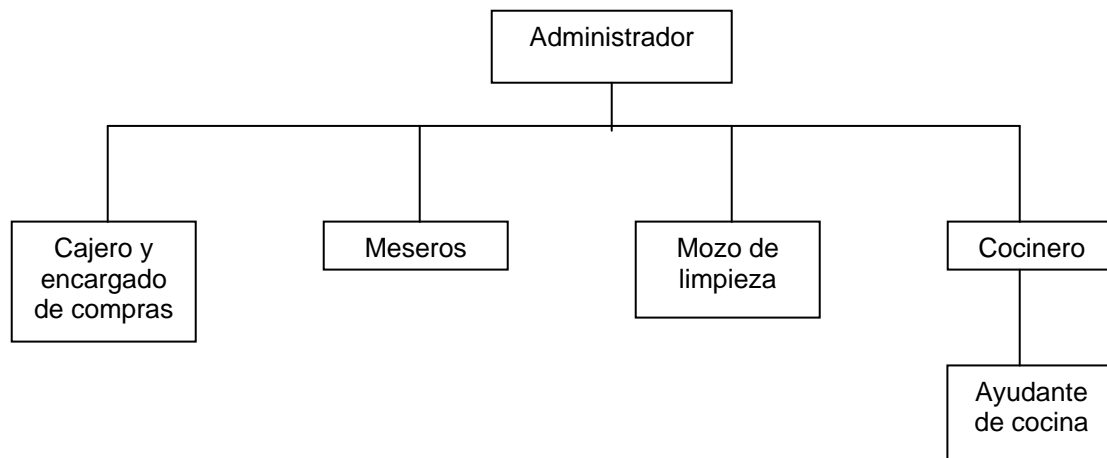 Administrador
Cajero y
encargado
de compras
Meseros
Mozo de
limpieza
Cocinero
Ayudante
de cocina